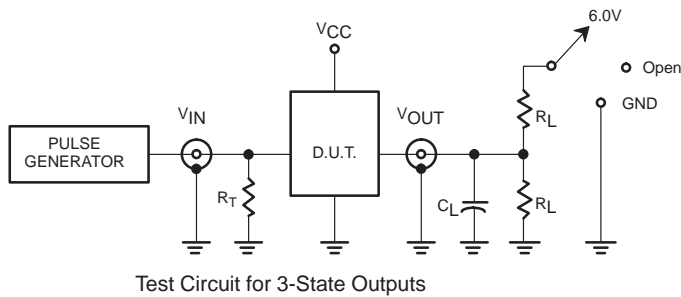 6.0V
VCC
Open
VIN
VOUT
RL
GND
PULSE
GENERATOR
D.U.T.
RT
CL
RL
Test Circuit for 3-State Outputs